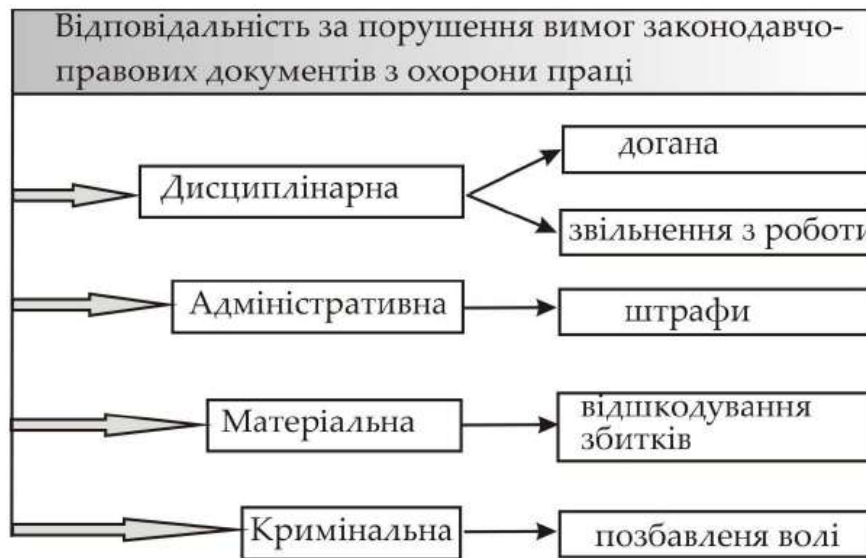 Відповідальність за порушення вимог законодавчо-
правових документів з охорони праці
Дисциплінарна
догана
звільнення з роботи
Адміністративна
штрафи
Матеріальна
відшкодування
збитків
Кримінальна
позбавленя волі